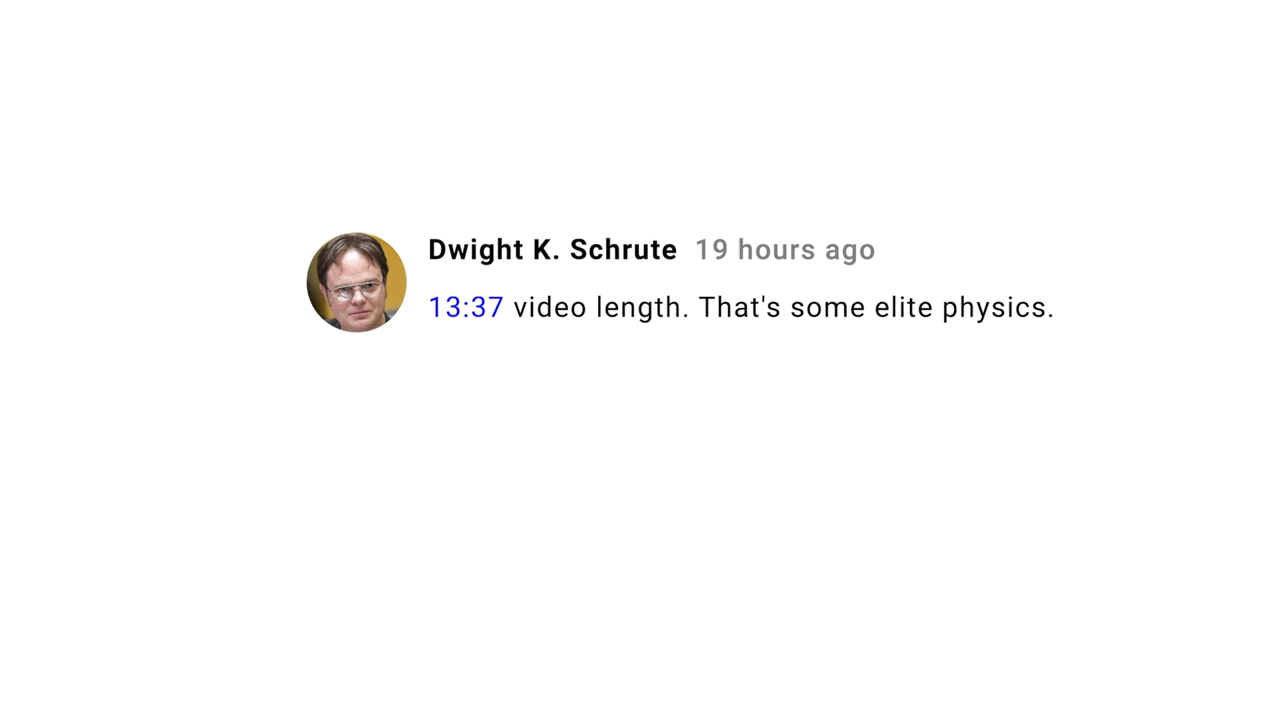 Dwight K. Schrute 19 hours ago
13:37 video length. That's some elite physics.